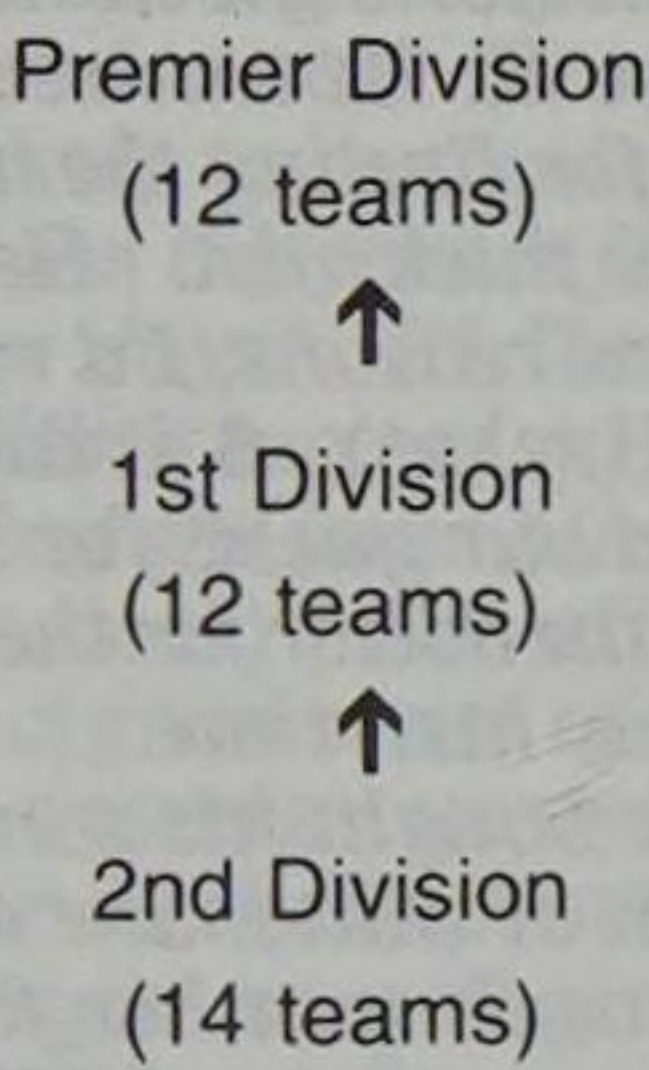 Premier Division
(12 teams)
↑
1st Division
(12 teams)
↑
2nd Division
(14 teams)